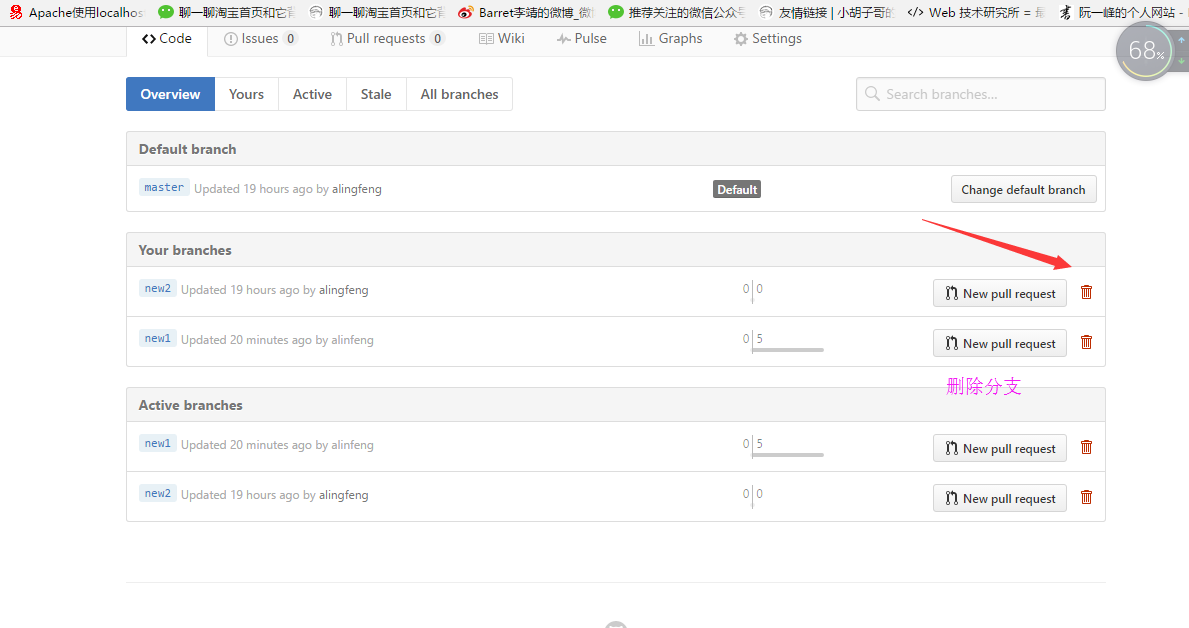 Apache使用localhos 聊一聊淘宝首页和它背 聊一聊淘宝首页和它背 Barret李靖的微博_微 推荐关注的微信公众号 友情链接 | 小胡子哥的 Web 技术研究所 = 阮一峰的个人网站 -
Code Issues 0 Pull requests 0 Wiki Pulse Graphs Settings
68%
Overview Yours Active Stale All branches Search branches...
Default branch
master Updated 19 hours ago by alingfeng Default Change default branch
Your branches
new2 Updated 19 hours ago by alingfeng 0 0 New pull request
new1 Updated 20 minutes ago by alinfeng 0 5 New pull request
删除分支
Active branches
new1 Updated 20 minutes ago by alinfeng 0 5 New pull request
new2 Updated 19 hours ago by alingfeng 0 0 New pull request